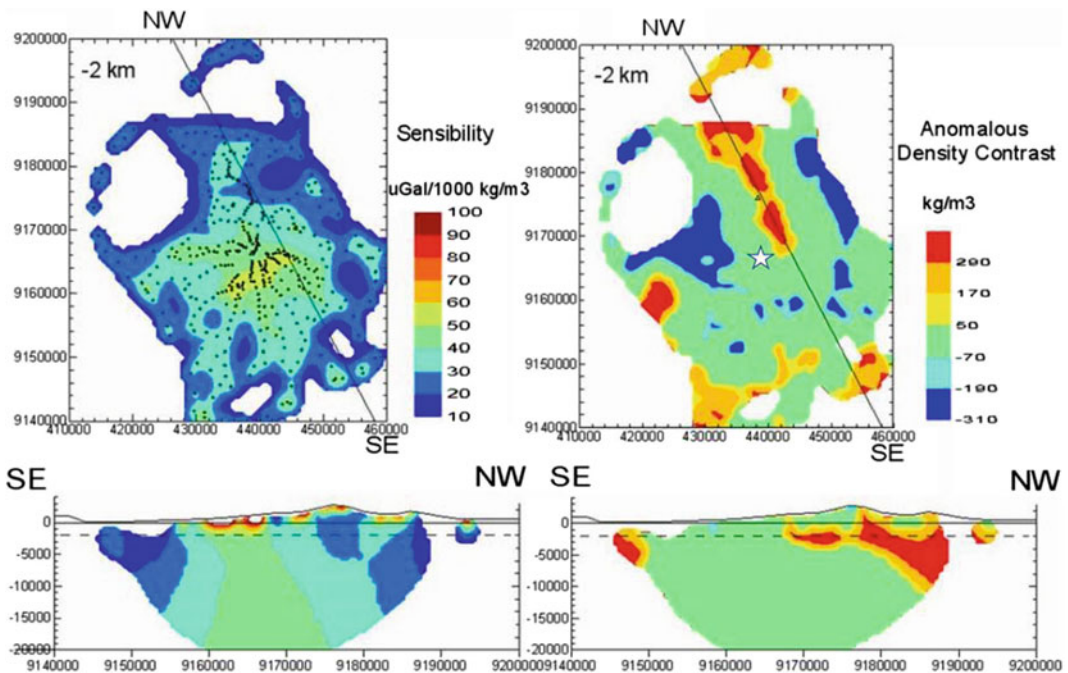 NW
9200000
-2 km
9190000
9180000
9170000
9160000
9150000
9140000
410000 420000 430000 440000 450000 460000
SE
Sensibility
uGal/1000 kg/m3
100
90
80
70
60
50
40
30
20
10
NW
9200000
-2 km
9190000
9180000
9170000
9160000
9150000
9140000
410000 420000 430000 440000 450000 460000
SE
Anomalous
Density Contrast
kg/m3
290
170
50
-70
-190
-310
SE NW
0
-5000
-10000
-15000
-20000
9140000 9150000 9160000 9170000 9180000 9190000 9200000
SE NW
0
-5000
-10000
-15000
-20000
9140000 9150000 9160000 9170000 9180000 9190000 9200000